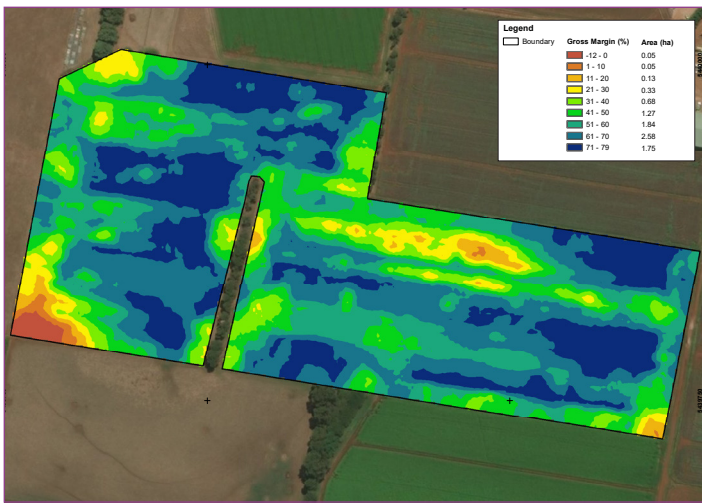 Legend
Boundary Gross Margin (%) Area (ha)
-12 - 0 0.05
1 - 10 0.05
11 - 20 0.13
21 - 30 0.33
31 - 40 0.68
41 - 50 1.27
51 - 60 1.84
61 - 70 2.58
71 - 79 1.75